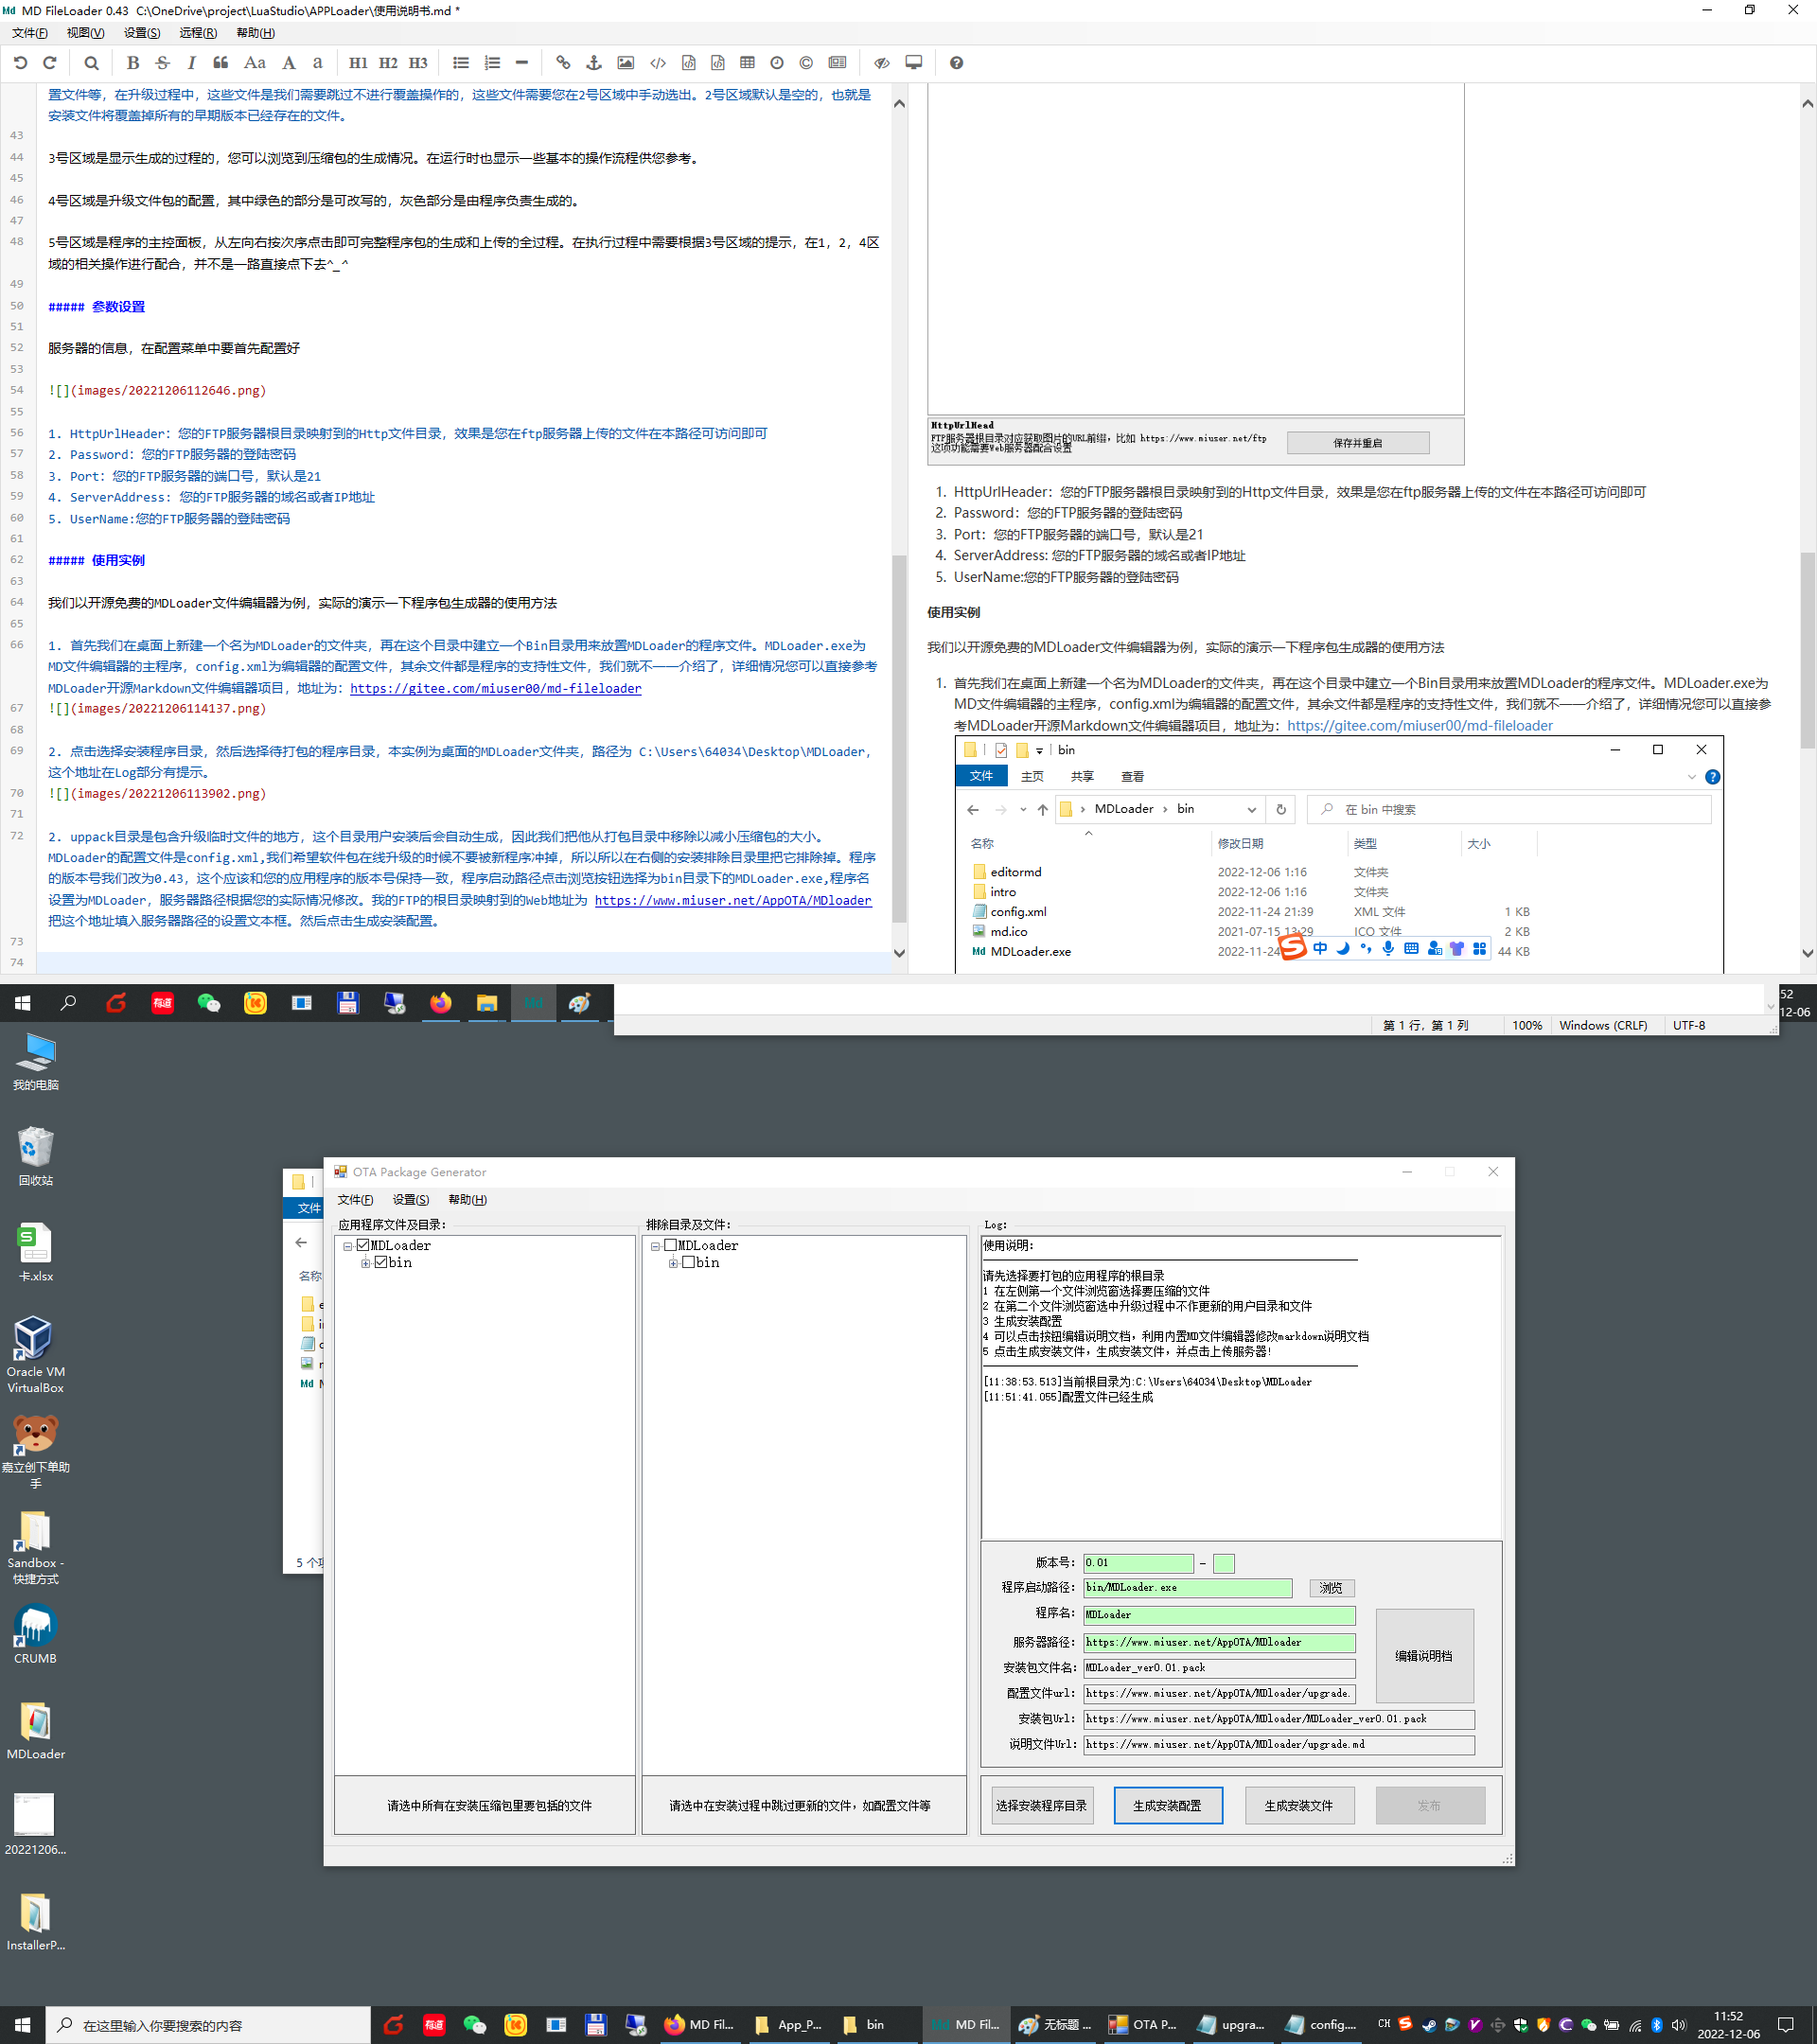 MD FileLoader 0.43 C:\OneDrive\project\LuaStudio\APPLoader\使用说明书.md *
文件(F) 视图(V) 设置(S) 远程(R) 帮助(H)
B S I Aa A a H1 H2 H3
置文件等，在升级过程中，这些文件是我们需要跳过不进行覆盖操作的，这些文件需要您在2号区域中手动选出。2号区域默认是空的，也就是
安装文件将覆盖掉所有的早期版本已经存在的文件。
43
44 3号区域是显示生成的过程的，您可以浏览到压缩包的生成情况。在运行时也显示一些基本的操作流程供您参考。
45
46 4号区域是升级文件包的配置，其中绿色的部分是可改写的，灰色部分是由程序负责生成的。
47
48 5号区域是程序的主控面板，从左向右按次序点击即可完整程序包的生成和上传的全过程。在执行过程中需要根据3号区域的提示，在1，2，4区
域的相关操作进行配合，并不是一路直接点下去^_^
49
50 ##### 参数设置
51
52 服务器的信息，在配置菜单中要首先配置好
53
54 ![](images/20221206112646.png)
55
56 1. HttpUrlHeader：您的FTP服务器根目录映射到的Http文件目录，效果是您在ftp服务器上传的文件在本路径可访问即可
57 2. Password：您的FTP服务器的登陆密码
58 3. Port：您的FTP服务器的端口号，默认是21
59 4. ServerAddress: 您的FTP服务器的域名或者IP地址
60 5. UserName:您的FTP服务器的登陆密码
61
62 ##### 使用实例
63
64 我们以开源免费的MDLoader文件编辑器为例，实际的演示一下程序包生成器的使用方法
65
66 1. 首先我们在桌面上新建一个名为MDLoader的文件夹，再在这个目录中建立一个Bin目录用来放置MDLoader的程序文件。MDLoader.exe为
MD文件编辑器的主程序，config.xml为编辑器的配置文件，其余文件都是程序的支持性文件，我们就不一一介绍了，详细情况您可以直接参考
MDLoader开源Markdown文件编辑器项目，地址为：https://gitee.com/miuser00/md-fileloader
67 ![](images/20221206114137.png)
68
69 2. 点击选择安装程序目录，然后选择待打包的程序目录，本实例为桌面的MDLoader文件夹，路径为 C:\Users\64034\Desktop\MDLoader，
这个地址在Log部分有提示。
70 ![](images/20221206113902.png)
71
72 2. uppack目录是包含升级临时文件的地方，这个目录用户安装后会自动生成，因此我们把他从打包目录中移除以减小压缩包的大小。
MDLoader的配置文件是config.xml,我们希望软件包在线升级的时候不要被新程序冲掉，所以所以在右侧的安装排除目录里把它排除掉。程序
的版本号我们改为0.43，这个应该和您的应用程序的版本号保持一致，程序启动路径点击浏览按钮选择为bin目录下的MDLoader.exe,程序名
设置为MDLoader，服务器路径根据您的实际情况修改。我的FTP的根目录映射到的Web地址为 https://www.miuser.net/AppOTA/MDloader
把这个地址填入服务器路径的设置文本框。然后点击生成安装配置。
73
74
HttpUrlHead
FTP服务器根目录对应获取图片的URL前缀，比如 https://www.miuser.net/ftp
这项功能需要Web服务器配合设置
保存并重启
1. HttpUrlHeader：您的FTP服务器根目录映射到的Http文件目录，效果是您在ftp服务器上传的文件在本路径可访问即可
2. Password：您的FTP服务器的登陆密码
3. Port：您的FTP服务器的端口号，默认是21
4. ServerAddress: 您的FTP服务器的域名或者IP地址
5. UserName:您的FTP服务器的登陆密码
使用实例
我们以开源免费的MDLoader文件编辑器为例，实际的演示一下程序包生成器的使用方法
1. 首先我们在桌面上新建一个名为MDLoader的文件夹，再在这个目录中建立一个Bin目录用来放置MDLoader的程序文件。MDLoader.exe为
MD文件编辑器的主程序，config.xml为编辑器的配置文件，其余文件都是程序的支持性文件，我们就不一一介绍了，详细情况您可以直接参
考MDLoader开源Markdown文件编辑器项目，地址为：https://gitee.com/miuser00/md-fileloader
bin
文件 主页 共享 查看
MDLoader › bin 在 bin 中搜索
名称 修改日期 类型 大小
editormd 2022-12-06 1:16 文件夹
intro 2022-12-06 1:16 文件夹
config.xml 2022-11-24 21:39 XML 文件 1 KB
md.ico 2021-07-15 13:29 ICO 文件 2 KB
MDLoader.exe 2022-11-24 44 KB
中
有道 Md
52
12-06
第 1 行，第 1 列 100% Windows (CRLF) UTF-8
我的电脑
回收站
卡.xlsx
Oracle VM
VirtualBox
嘉立创下单助
手
Sandbox -
快捷方式
CRUMB
MDLoader
20221206...
InstallerP...
文件
名称
5 个项
OTA Package Generator
文件(F) 设置(S) 帮助(H)
应用程序文件及目录:
MDLoader
bin
请选中所有在安装压缩包里要包括的文件
排除目录及文件:
MDLoader
bin
请选中在安装过程中跳过更新的文件，如配置文件等
Log:
使用说明:
请先选择要打包的应用程序的根目录
1 在左侧第一个文件浏览窗选择要压缩的文件
2 在第二个文件浏览窗选中升级过程中不作更新的用户目录和文件
3 生成安装配置
4 可以点击按钮编辑说明文档，利用内置MD文件编辑器修改markdown说明文档
5 点击生成安装文件，生成安装文件，并点击上传服务器!
[11:38:53.513]当前根目录为:C:\Users\64034\Desktop\MDLoader
[11:51:41.055]配置文件已经生成
版本号: 0.01 -
程序启动路径: bin/MDLoader.exe 浏览
程序名: MDLoader
服务器路径: https://www.miuser.net/AppOTA/MDloader
安装包文件名: MDLoader_ver0.01.pack
编辑说明档
配置文件url: https://www.miuser.net/AppOTA/MDloader/upgrade.
安装包Url: https://www.miuser.net/AppOTA/MDloader/MDLoader_ver0.01.pack
说明文件Url: https://www.miuser.net/AppOTA/MDloader/upgrade.md
选择安装程序目录 生成安装配置 生成安装文件 发布
在这里输入你要搜索的内容 有道 MD Fil... App_P... bin MD Fil... 无标题 ... OTA P... upgra... config.... CH
11:52
2022-12-06